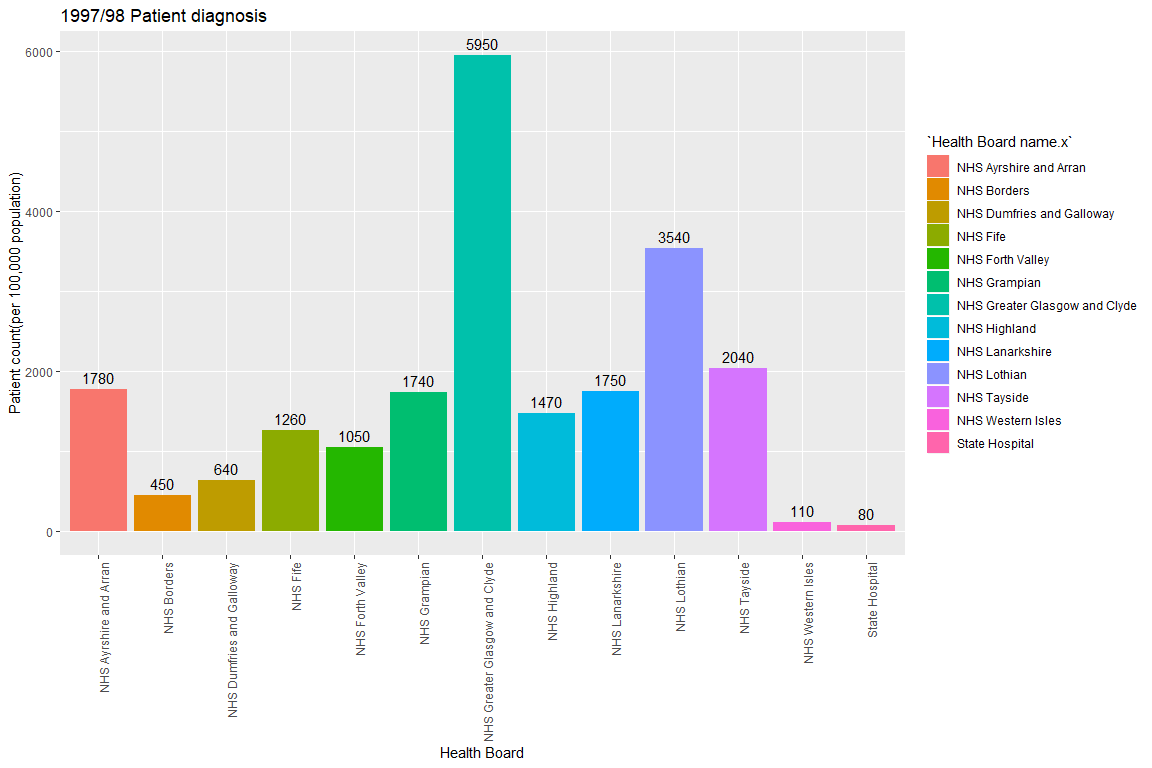 1997/98 Patient diagnosis
Patient count(per 100,000 population)
6000
4000
2000
0
1780
450
640
1260
1050
1740
5950
1470
1750
3540
2040
110
80
NHS Ayrshire and Arran
NHS Borders
NHS Dumfries and Galloway
NHS Fife
NHS Forth Valley
NHS Grampian
NHS Greater Glasgow and Clyde
NHS Highland
NHS Lanarkshire
NHS Lothian
NHS Tayside
NHS Western Isles
State Hospital
Health Board
`Health Board name.x`
NHS Ayrshire and Arran
NHS Borders
NHS Dumfries and Galloway
NHS Fife
NHS Forth Valley
NHS Grampian
NHS Greater Glasgow and Clyde
NHS Highland
NHS Lanarkshire
NHS Lothian
NHS Tayside
NHS Western Isles
State Hospital